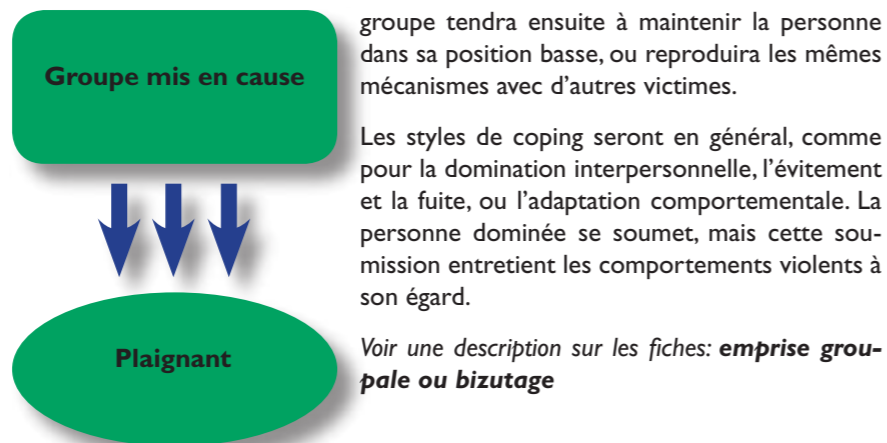 Groupe mis en cause
Plaignant
groupe tendra ensuite à maintenir la personne
dans sa position basse, ou reproduira les mêmes
mécanismes avec d'autres victimes.
Les styles de coping seront en général, comme
pour la domination interpersonnelle, l'évitement
et la fuite, ou l'adaptation comportementale. La
personne dominée se soumet, mais cette sou-
mission entretient les comportements violents à
son égard.
Voir une description sur les fiches: emprise grou-
pale ou bizutage